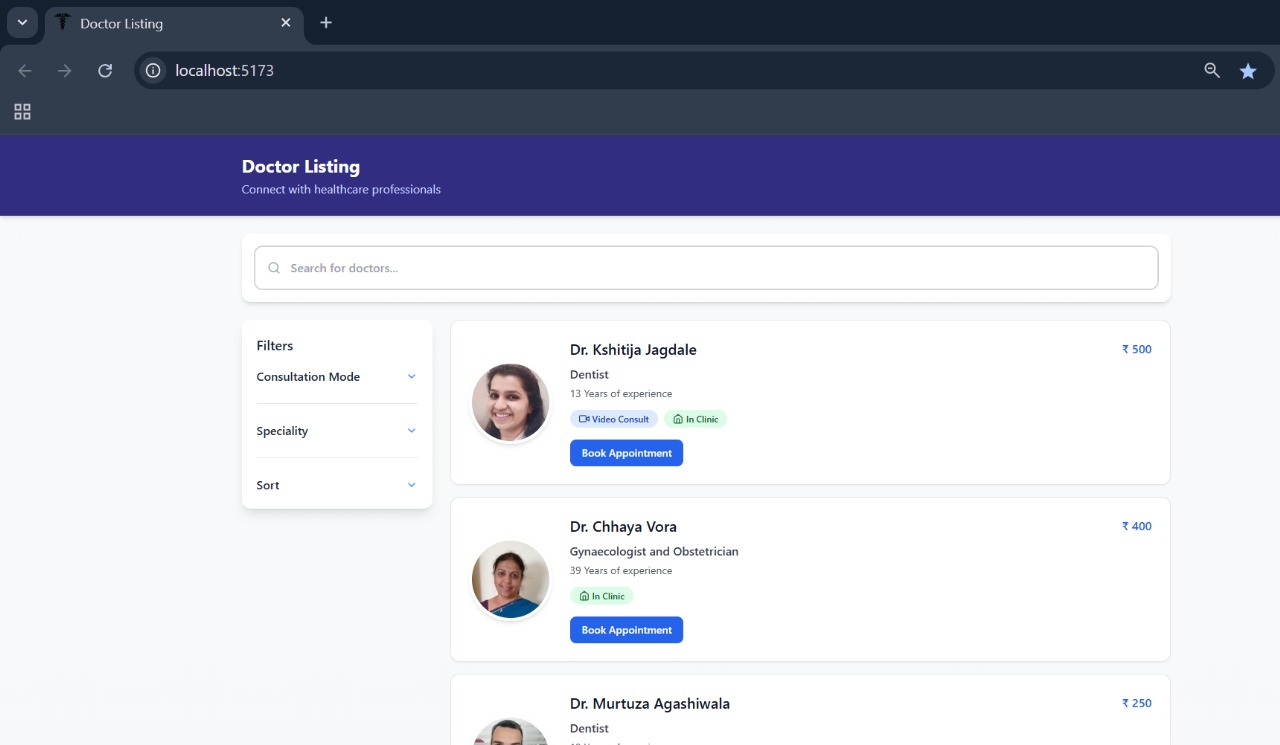 Doctor Listing
localhost:5173
Doctor Listing
Connect with healthcare professionals
Search for doctors...
Filters
Consultation Mode
Speciality
Sort
Dr. Kshitija Jagdale
₹ 500
Dentist
13 Years of experience
Video Consult
In Clinic
Book Appointment
Dr. Chhaya Vora
₹ 400
Gynaecologist and Obstetrician
39 Years of experience
In Clinic
Book Appointment
Dr. Murtuza Agashiwala
₹ 250
Dentist